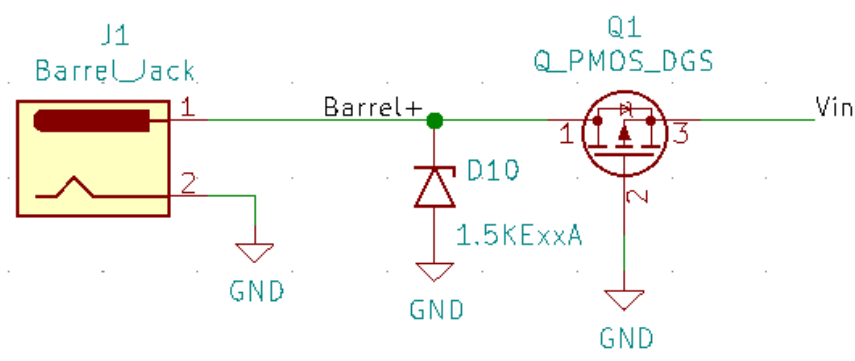 J1
Barrel_Jack
1
2
GND
Barrel+
D10
1.5KExxA
GND
Q1
Q_PMOS_DGS
1
3
2
GND
Vin